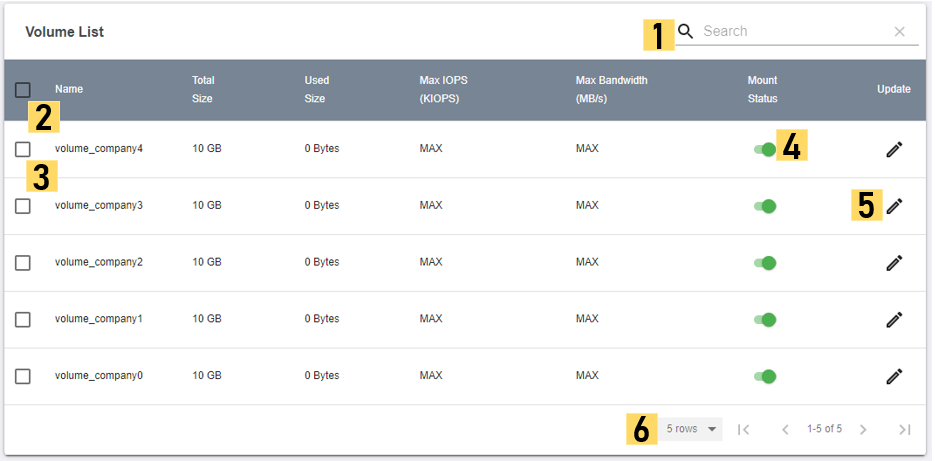 Volume List
1 Search
Name Total Size Used Size Max IOPS (KIOPS) Max Bandwidth (MB/s) Mount Status Update
2
volume_company4 10 GB 0 Bytes MAX MAX 4
3
volume_company3 10 GB 0 Bytes MAX MAX 5
volume_company2 10 GB 0 Bytes MAX MAX
volume_company1 10 GB 0 Bytes MAX MAX
volume_company0 10 GB 0 Bytes MAX MAX
6 5 rows 1-5 of 5